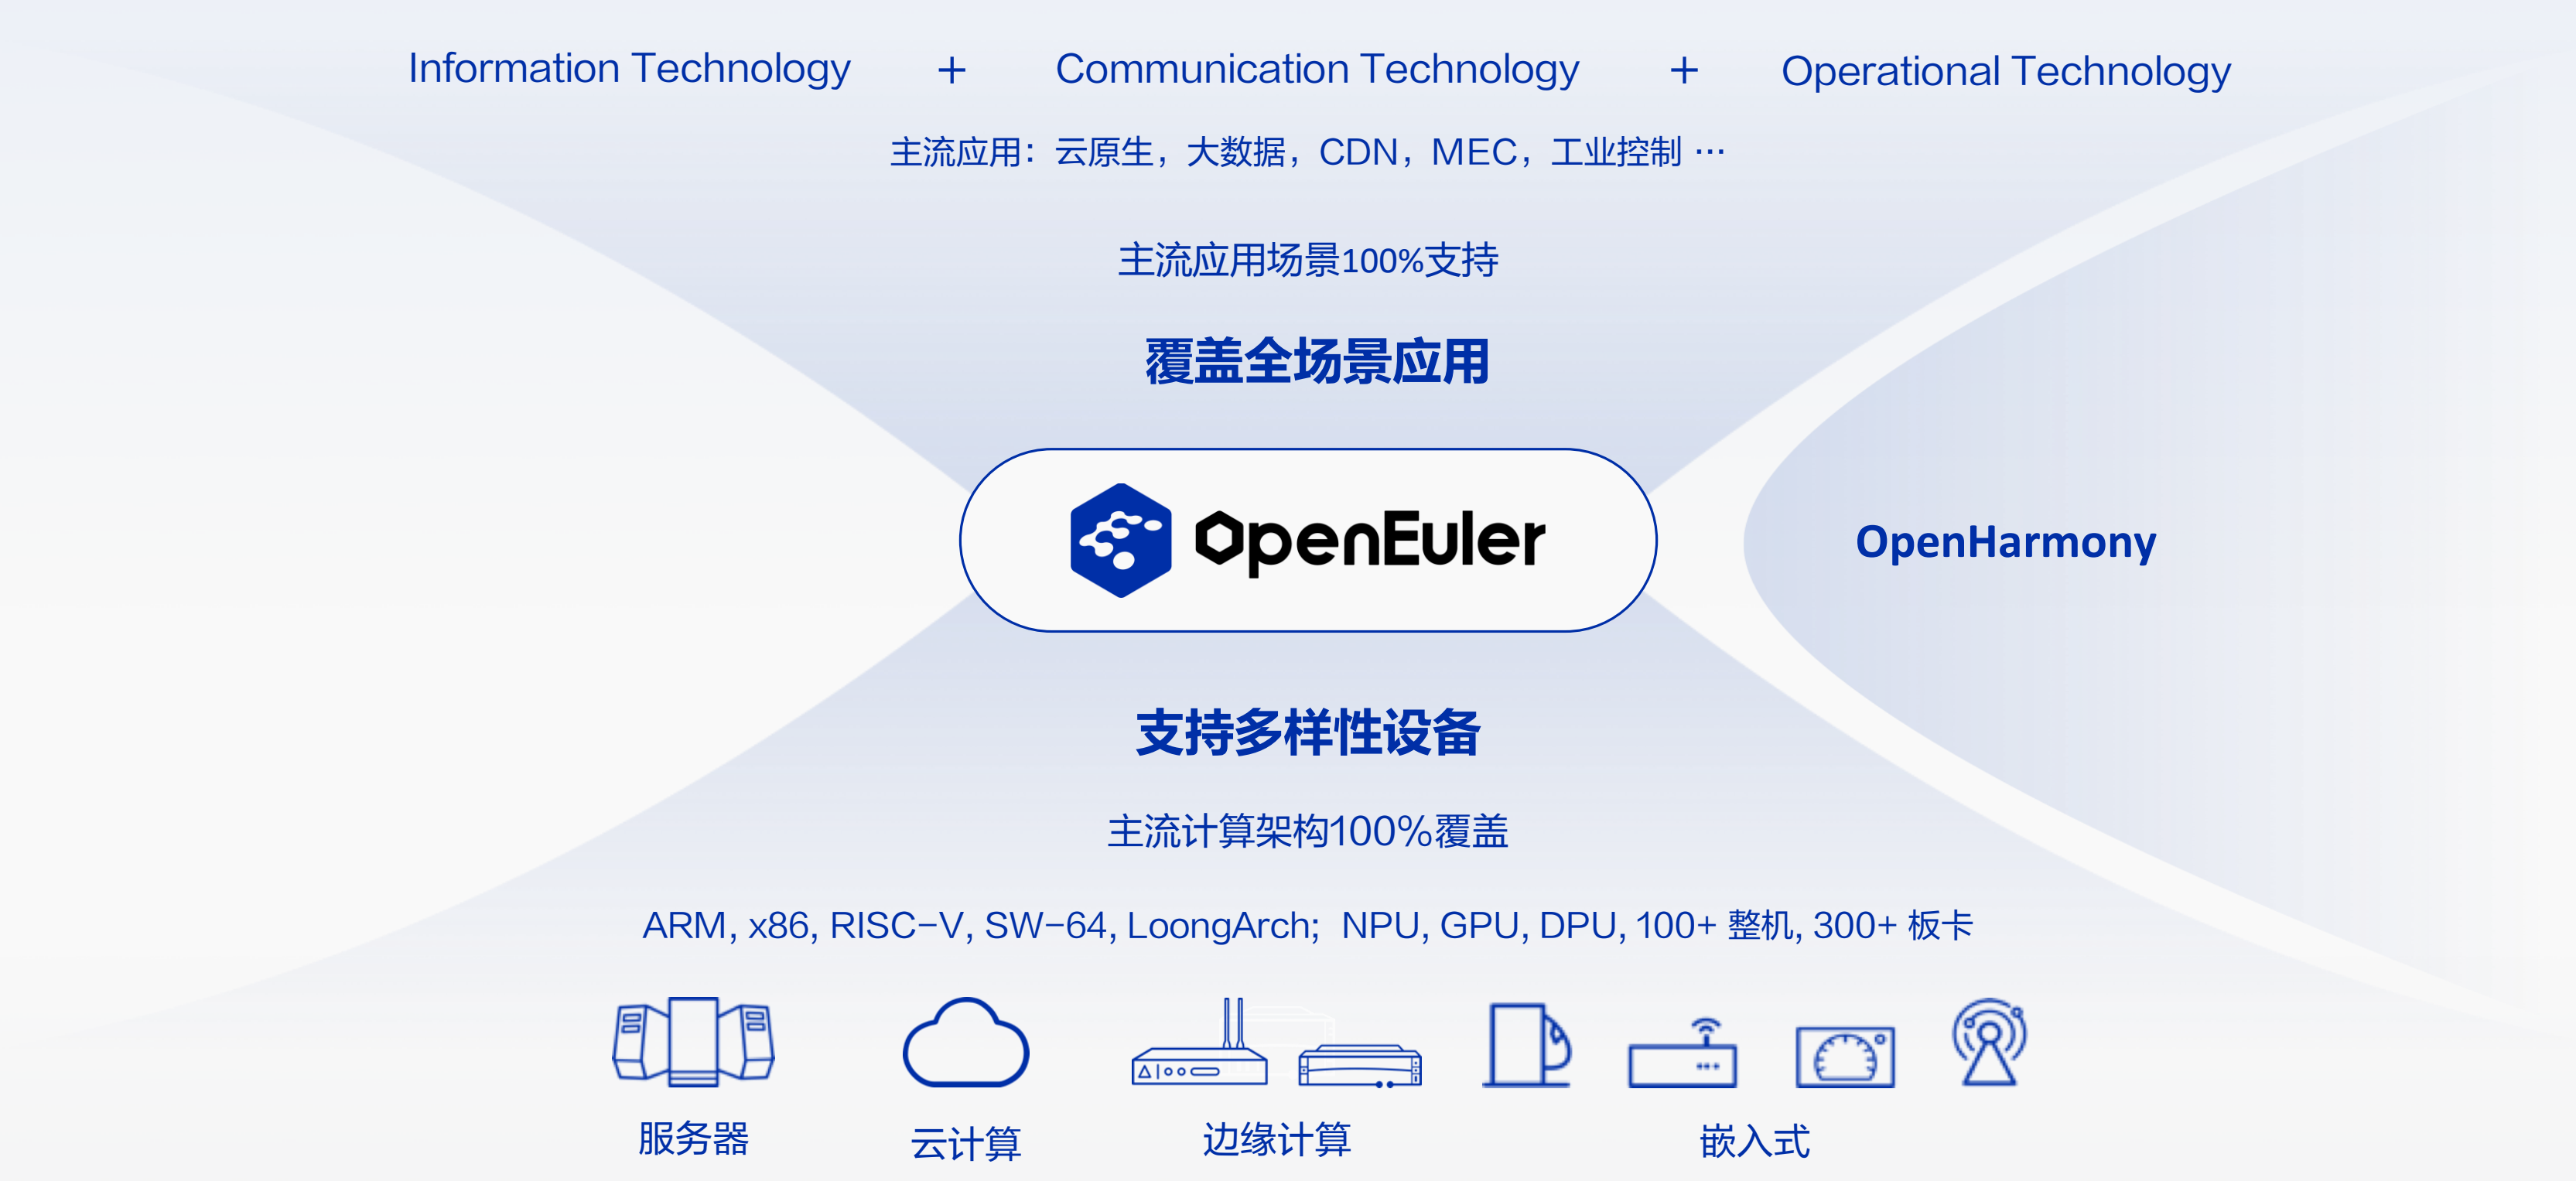 Information Technology + Communication Technology + Operational Technology
主流应用：云原生，大数据，CDN，MEC，工业控制 …
主流应用场景100%支持
覆盖全场景应用
OpenEuler
OpenHarmony
支持多样性设备
主流计算架构100%覆盖
ARM, x86, RISC-V, SW-64, LoongArch; NPU, GPU, DPU, 100+ 整机, 300+ 板卡
服务器 云计算 边缘计算 嵌入式